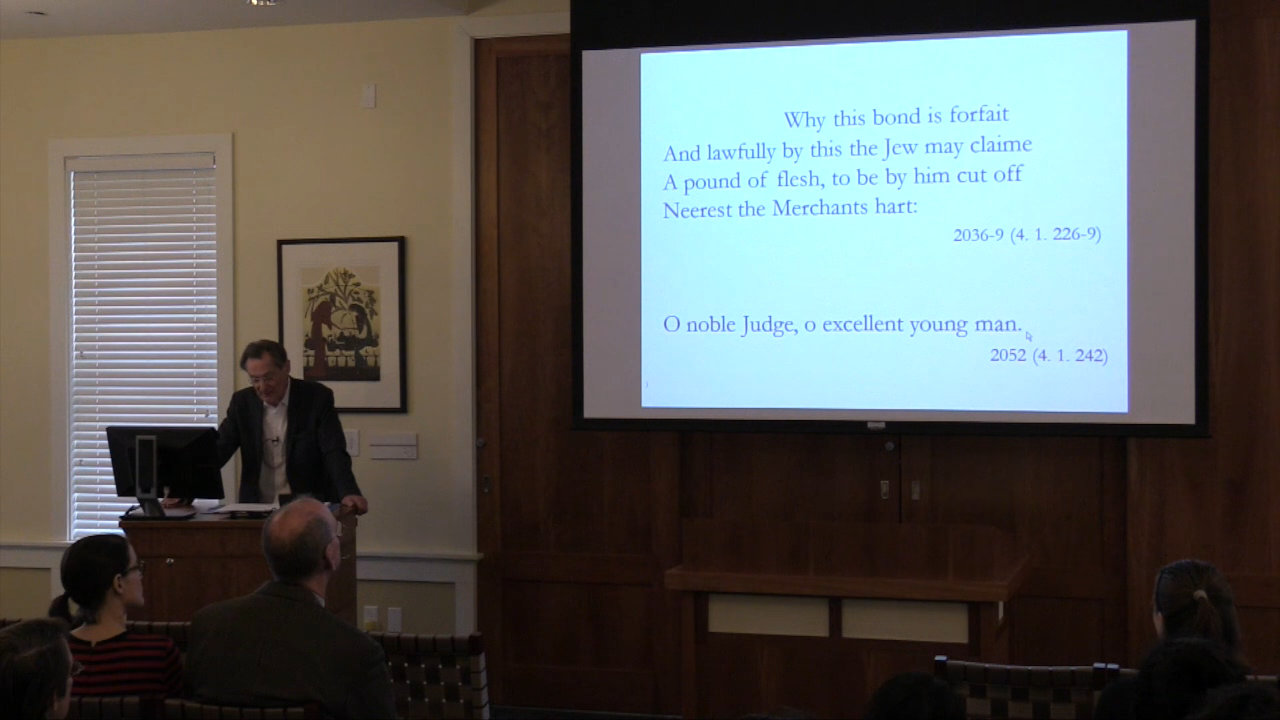 Why this bond is forfait
And lawfully by this the Jew may claime
A pound of flesh, to be by him cut off
Neerest the Merchants hart:
2036-9 (4. 1. 226-9)
O noble Judge, o excellent young man.
2052 (4. 1. 242)